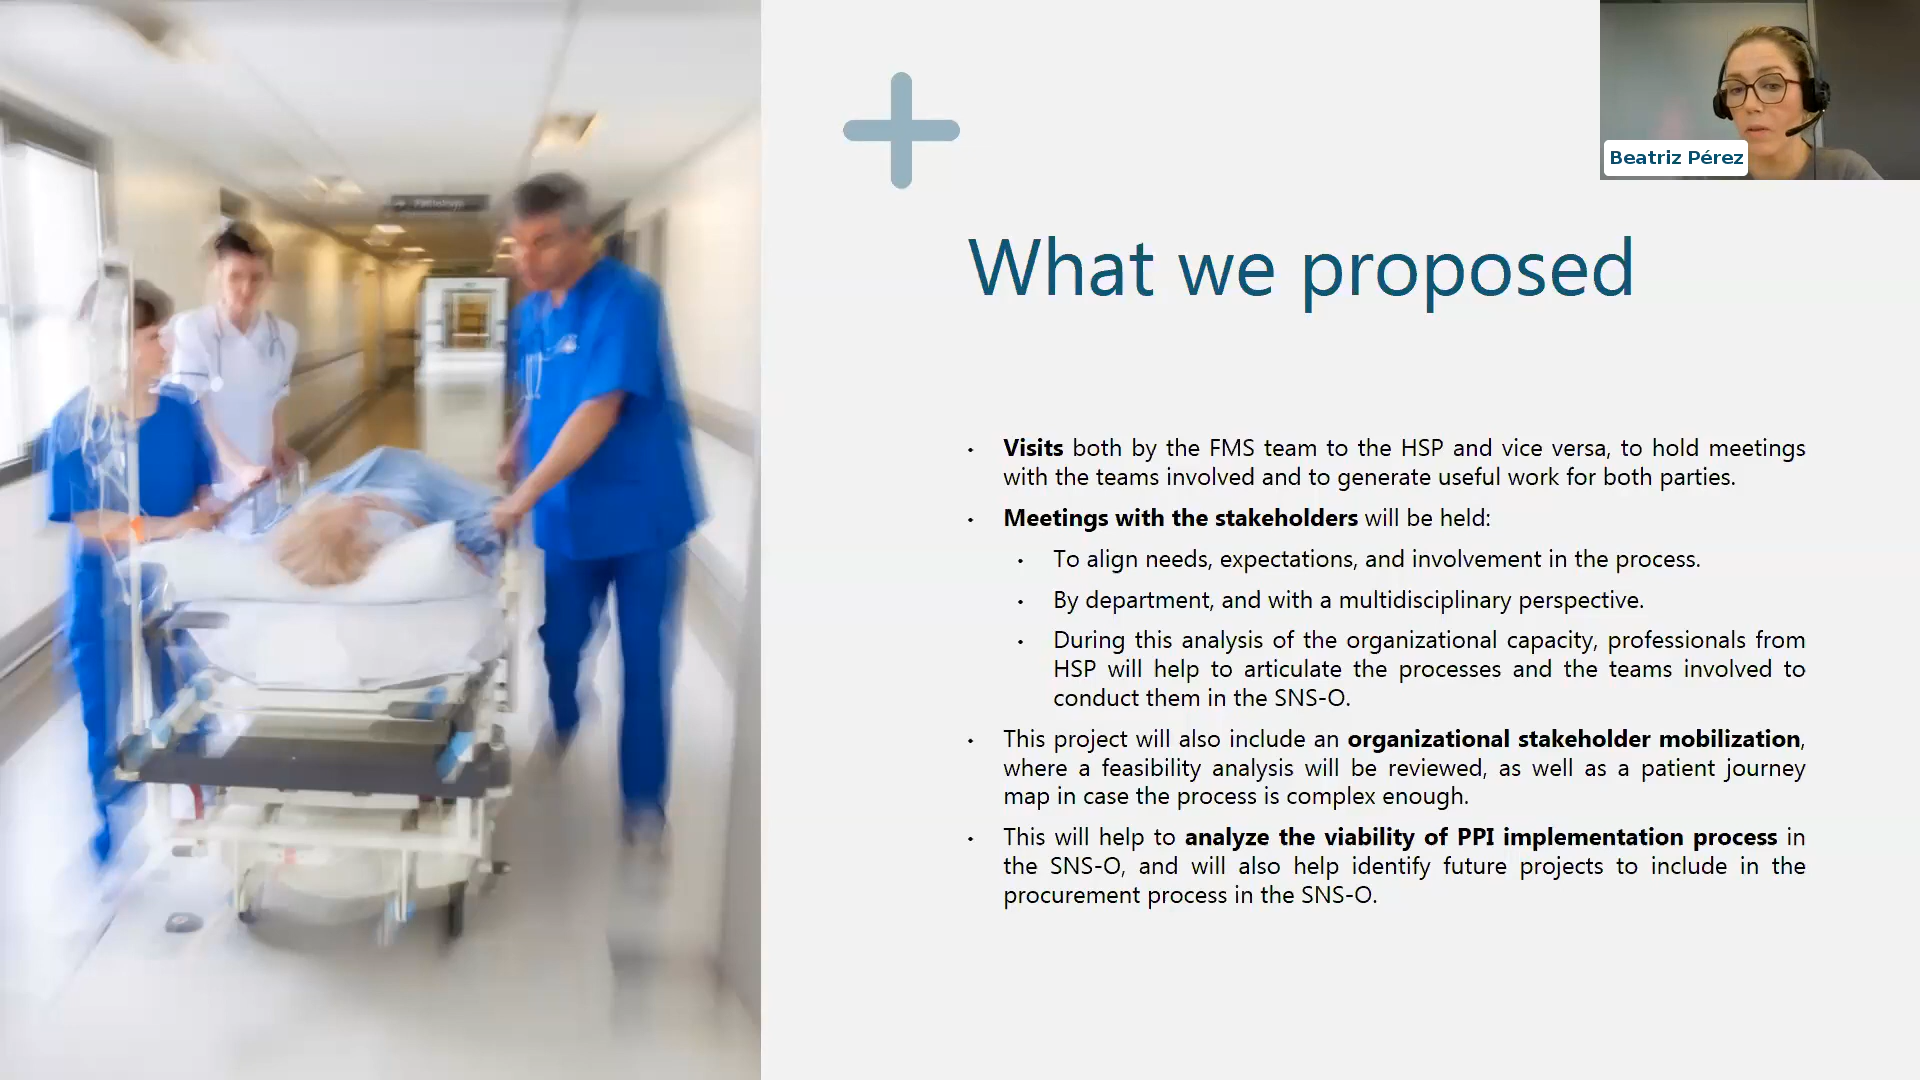 Beatriz Pérez
What we proposed
• Visits both by the FMS team to the HSP and vice versa, to hold meetings
with the teams involved and to generate useful work for both parties.
• Meetings with the stakeholders will be held:
• To align needs, expectations, and involvement in the process.
• By department, and with a multidisciplinary perspective.
• During this analysis of the organizational capacity, professionals from
HSP will help to articulate the processes and the teams involved to
conduct them in the SNS-O.
• This project will also include an organizational stakeholder mobilization,
where a feasibility analysis will be reviewed, as well as a patient journey
map in case the process is complex enough.
• This will help to analyze the viability of PPI implementation process in
the SNS-O, and will also help identify future projects to include in the
procurement process in the SNS-O.